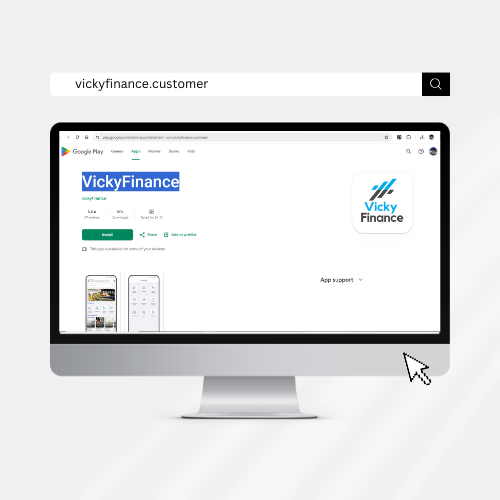 vickyfinance.customer
Google Play
Games
Apps
Movies
Books
Kids
VickyFinance
vickyfinance
Install
Share
Add to wishlist
This app is available for some of your devices
Vicky
Finance
App support